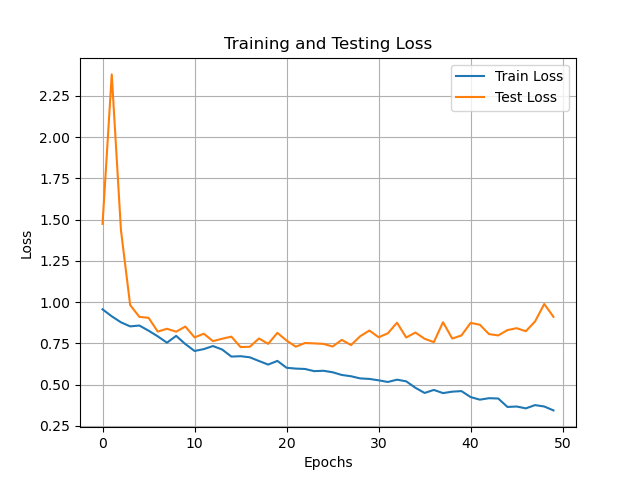 Training and Testing Loss
Train Loss
Test Loss
2.25
2.00
1.75
1.50
1.25
1.00
0.75
0.50
0.25
Loss
0 10 20 30 40 50
Epochs